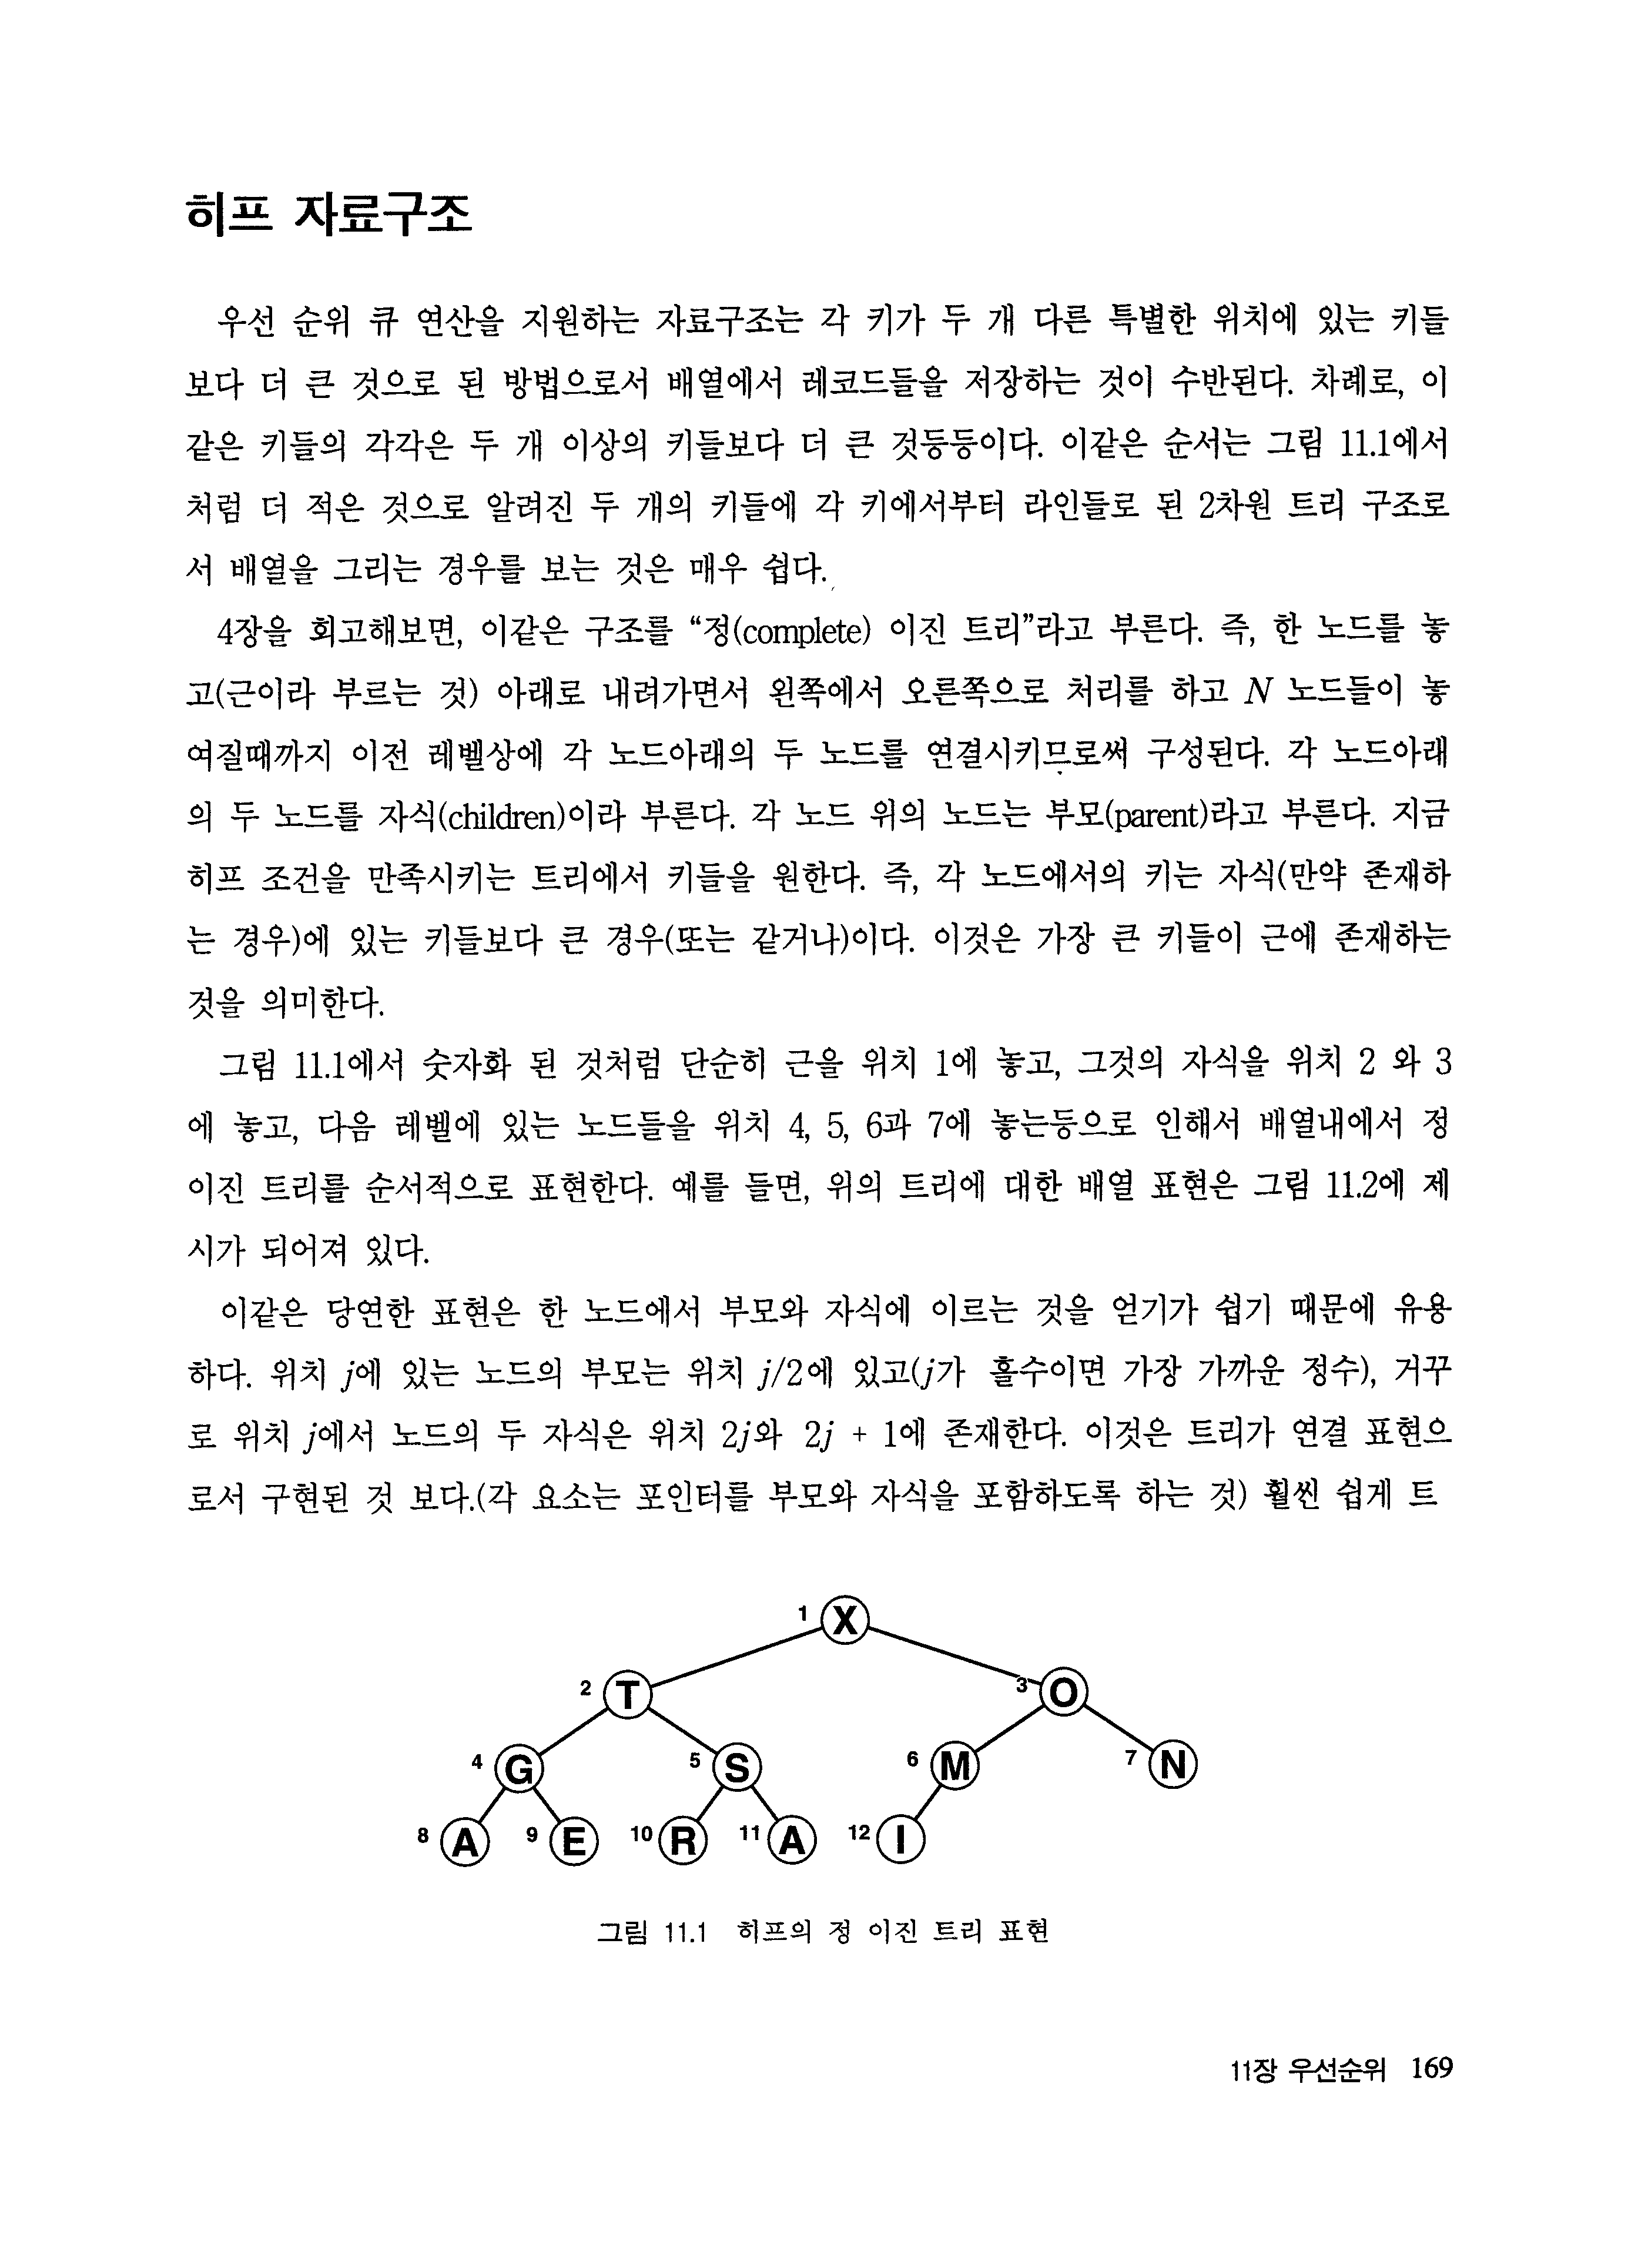 히프 자료구조
우선 순위 큐 연산을 지원하는 자료구조는 각 키가 두 개 다른 특별한 위치에 있는 키들
보다 더 큰 것으로 된 방법으로서 배열에서 레코드들을 저장하는 것이 수반된다. 차례로, 이
같은 키들의 각각은 두 개 이상의 키들보다 더 큰 것등등이다. 이같은 순서는 그림 11.1에서
처럼 더 적은 것으로 알려진 두 개의 키들에 각 키에서부터 라인들로 된 2차원 트리 구조로
서 배열을 그리는 경우를 보는 것은 매우 쉽다.
4장을 회고해보면, 이같은 구조를 “정(complete) 이진 트리”라고 부른다. 즉, 한 노드를 놓
고(근이라 부르는 것) 아래로 내려가면서 왼쪽에서 오른쪽으로 처리를 하고 N 노드들이 놓
여질때까지 이전 레벨상에 각 노드아래의 두 노드를 연결시키므로써 구성된다. 각 노드아래
의 두 노드를 자식(children)이라 부른다. 각 노드 위의 노드는 부모(parent)라고 부른다. 지금
히프 조건을 만족시키는 트리에서 키들을 원한다. 즉, 각 노드에서의 키는 자식(만약 존재하
는 경우)에 있는 키들보다 큰 경우(또는 같거나)이다. 이것은 가장 큰 키들이 근에 존재하는
것을 의미한다.
그림 11.1에서 숫자화 된 것처럼 단순히 근을 위치 1에 놓고, 그것의 자식을 위치 2 와 3
에 놓고, 다음 레벨에 있는 노드들을 위치 4, 5, 6과 7에 놓는등으로 인해서 배열내에서 정
이진 트리를 순서적으로 표현한다. 예를 들면, 위의 트리에 대한 배열 표현은 그림 11.2에 제
시가 되어져 있다.
이같은 당연한 표현은 한 노드에서 부모와 자식에 이르는 것을 얻기가 쉽기 때문에 유용
하다. 위치 j에 있는 노드의 부모는 위치 j/2에 있고(j가 홀수이면 가장 가까운 정수), 거꾸
로 위치 j에서 노드의 두 자식은 위치 2j와 2j + 1에 존재한다. 이것은 트리가 연결 표현으
로서 구현된 것 보다.(각 요소는 포인터를 부모와 자식을 포함하도록 하는 것) 훨씬 쉽게 트
1 X
2 T 3 O
4 G 5 S 6 M 7 N
8 A 9 E 10 R 11 A 12 I
그림 11.1 히프의 정 이진 트리 표현
11장 우선순위 169